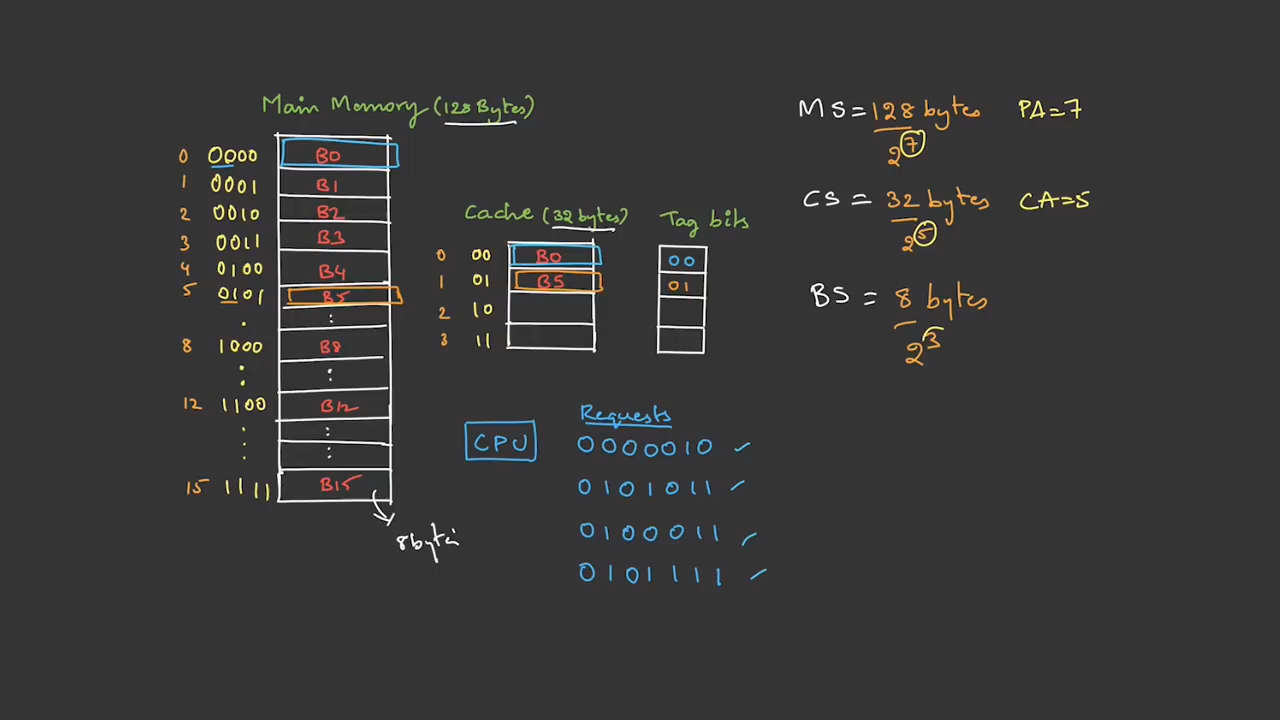 Main Memory (128 Bytes)
0 0000 B0
1 0001 B1
2 0010 B2
3 0011 B3
4 0100 B4
5 0101 B5
8 1000 B8
12 1100 B12
15 1111 B15
8 byte
Cache (32 bytes) Tag bits
0 00 B0 00
1 01 B5 01
2 10
3 11
CPU
Requests
0000010
0101011
0100011
0101111
MS = 128 bytes PA=7
2^7
CS = 32 bytes CA=5
2^5
BS = 8 bytes
2^3